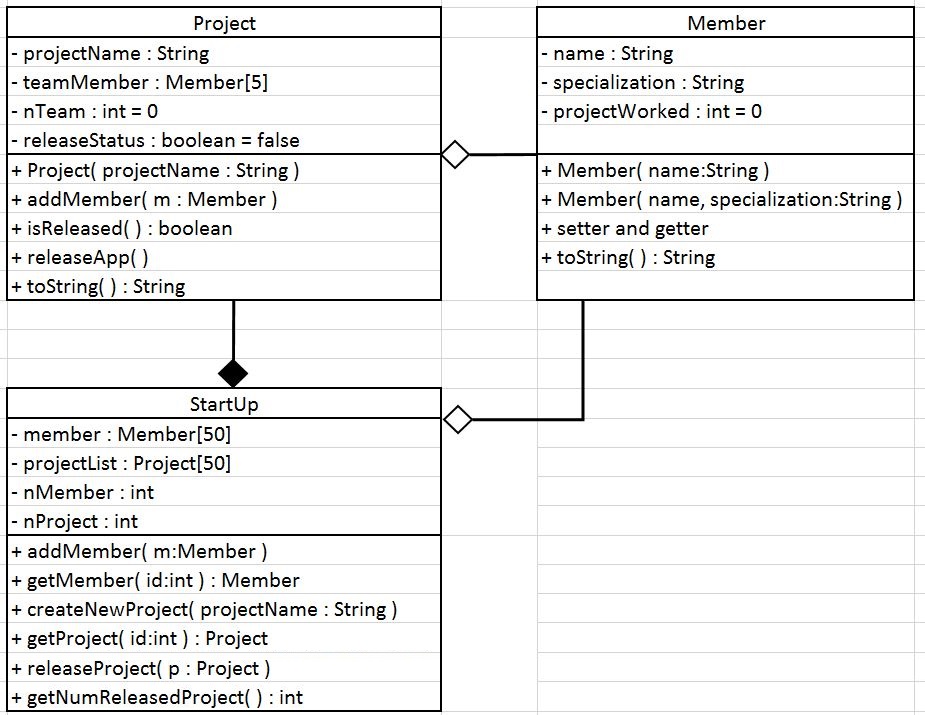 Project
- projectName : String
- teamMember : Member[5]
- nTeam : int = 0
- releaseStatus : boolean = false
+ Project( projectName : String )
+ addMember( m : Member )
+ isReleased( ) : boolean
+ releaseApp( )
+ toString( ) : String
Member
- name : String
- specialization : String
- projectWorked : int = 0
+ Member( name:String )
+ Member( name, specialization:String )
+ setter and getter
+ toString( ) : String
StartUp
- member : Member[50]
- projectList : Project[50]
- nMember : int
- nProject : int
+ addMember( m:Member )
+ getMember( id:int ) : Member
+ createNewProject( projectName : String )
+ getProject( id:int ) : Project
+ releaseProject( p : Project )
+ getNumReleasedProject( ) : int